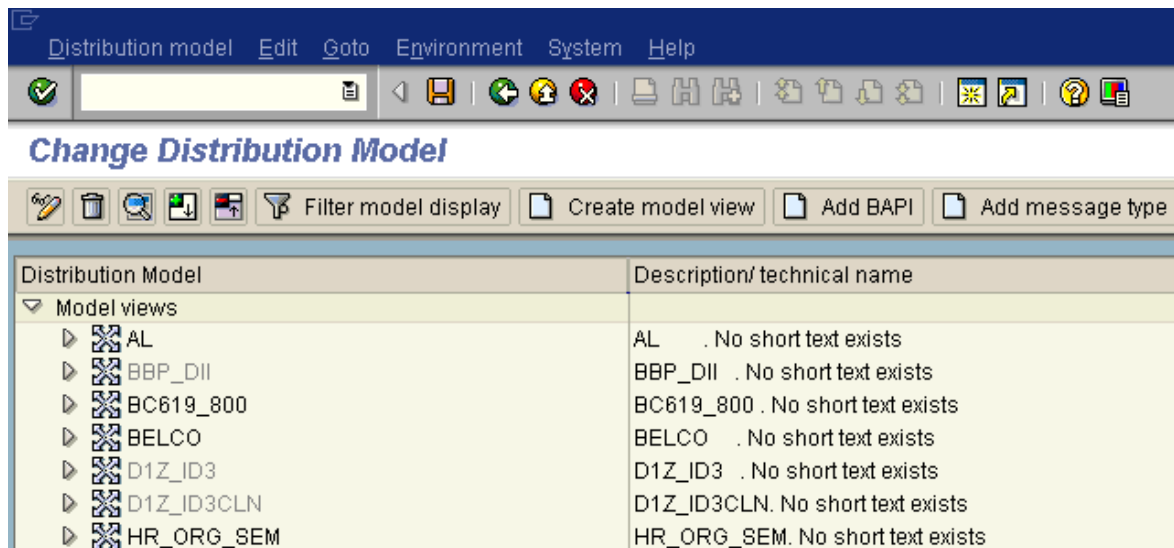 Distribution model Edit Goto Environment System Help
Change Distribution Model
Filter model display Create model view Add BAPI Add message type
Distribution Model Description/ technical name
Model views
AL AL . No short text exists
BBP_DII BBP_DII . No short text exists
BC619_800 BC619_800 . No short text exists
BELCO BELCO . No short text exists
D1Z_ID3 D1Z_ID3 . No short text exists
D1Z_ID3CLN D1Z_ID3CLN. No short text exists
HR_ORG_SEM HR_ORG_SEM. No short text exists